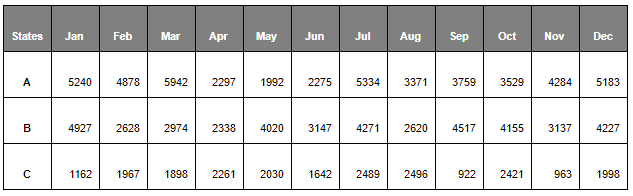 States Jan Feb Mar Apr May Jun Jul Aug Sep Oct Nov Dec
A 5240 4878 5942 2297 1992 2275 5334 3371 3759 3529 4284 5183
B 4927 2628 2974 2338 4020 3147 4271 2620 4517 4155 3137 4227
C 1162 1967 1898 2261 2030 1642 2489 2496 922 2421 963 1998